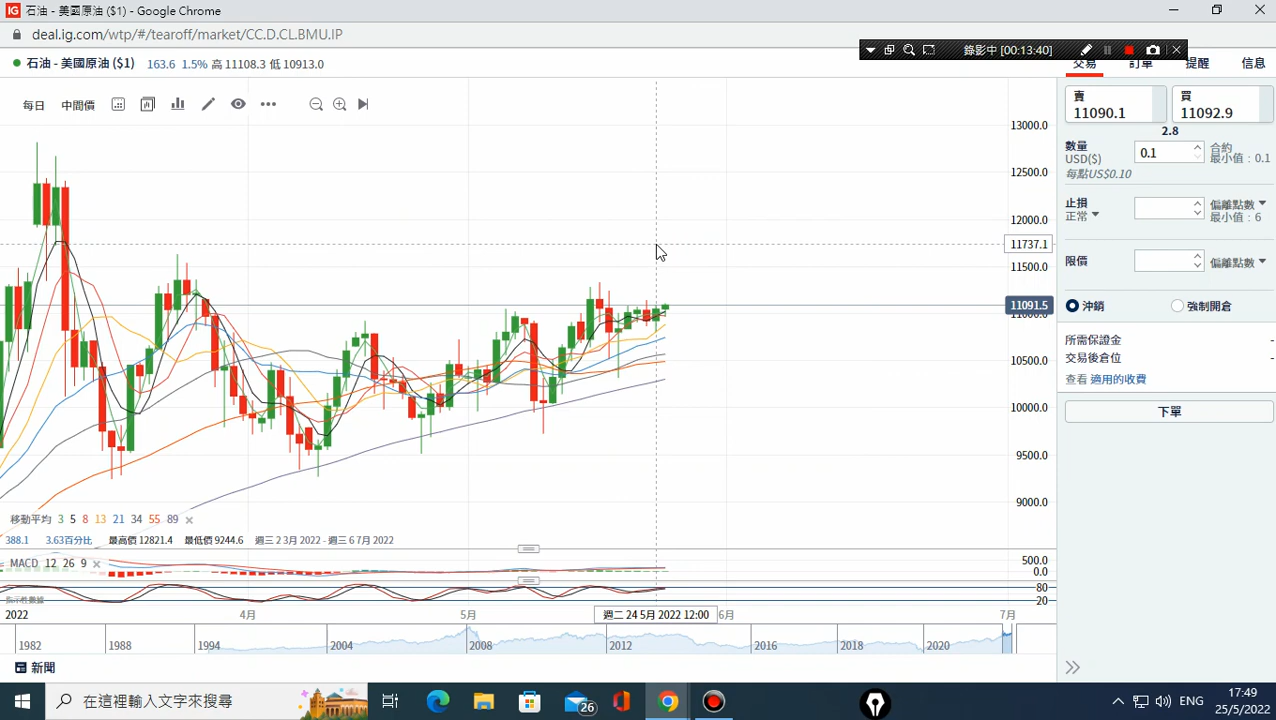 IG 石油 - 美國原油 ($1) - Google Chrome
deal.ig.com/wtp/#/tearoff/market/CC.D.CL.BMU.IP
錄影中 [00:13:40]
石油 - 美國原油 ($1) 163.6 1.5% 高 11108.3 低 10913.0
交易 訂單 提醒 信息
每日 中間價
賣
11090.1
買
11092.9
2.8
數量
USD($)
0.1
合約
最小值 : 0.1
每點US$0.10
止損
正常
偏離點數
最小值 : 6
限價
偏離點數
沖銷 強制開倉
所需保證金 -
交易後倉位 -
查看 適用的收費
下單
13000.0
12500.0
12000.0
11737.1
11500.0
11091.5
11000.0
10500.0
10000.0
9500.0
9000.0
移動平均 3 5 8 13 21 34 55 89
388.1 3.63百分比 最高價 12821.4 最低價 9244.6 週三 2 3月 2022 - 週三 6 7月 2022
MACD 12 26 9
500.0
0.0
80
20
2022 4月 5月 週二 24 5月 2022 12:00 6月 7月
1982 1988 1994 2004 2008 2012 2016 2018 2020
新聞
在這裡輸入文字來搜尋
26
ENG
17:49
25/5/2022